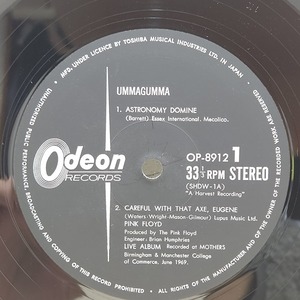 MFD. UNDER LICENCE BY TOSHIBA MUSICAL INDUSTRIES LTD. IN JAPAN
UMMAGUMMA
1. ASTRONOMY DOMINE
(Barrett) Essex International. Mecolico.
Odeon
RECORDS
OP-8912 1
33⅓ RPM STEREO
(SHDW-1A)
"A Harvest Recording"
2. CAREFUL WITH THAT AXE, EUGENE
(Waters-Wright-Mason-Gilmour) Lupus Music Ltd.
PINK FLOYD
Produced by The Pink Floyd
Engineer: Brian Humphries
LIVE ALBUM Recorded at MOTHERS
Birmingham & Manchester College
of Commerce, June 1969.
UNAUTHORIZED PUBLIC PERFORMANCE, BROADCASTING AND COPYING OF THIS RECORD PROHIBITED